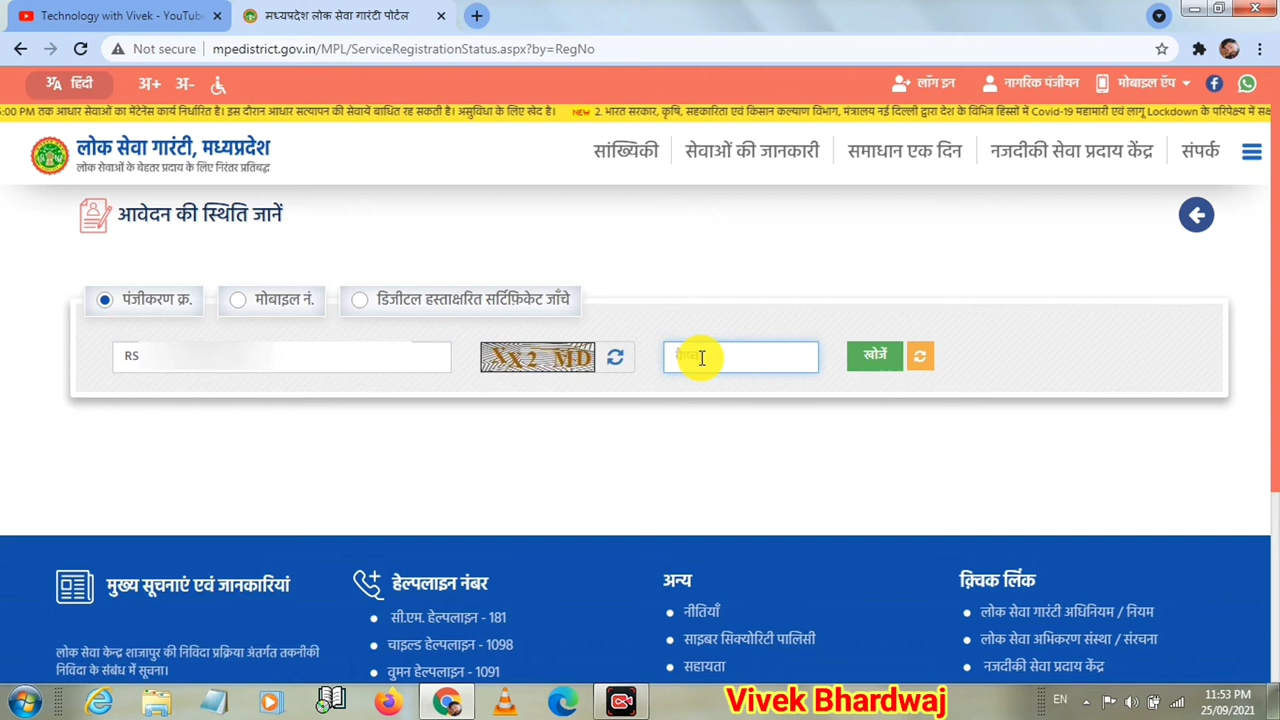 Technology with Vivek - YouTub
मध्यप्रदेश लोक सेवा गारंटी पोर्टल
Not secure
mpedistrict.gov.in/MPL/ServiceRegistrationStatus.aspx?by=RegNo
हिंदी
अ+
अ-
लॉग इन
नागरिक पंजीयन
मोबाइल ऍप
5:00 PM तक आधार सेवाओं का मेंटेनेंस कार्य निर्धारित है। इस दौरान आधार सत्यापन की सेवायें बाधित रह सकती है। असुविधा के लिए खेद है। NEW 2. भारत सरकार, कृषि, सहकारिता एवं किसान कल्याण विभाग, मंत्रालय नई दिल्ली द्वारा देश के विभिन्न हिस्सों में Covid-19 महामारी एवं लागू Lockdown के परिपेक्ष्य में
लोक सेवा गारंटी, मध्यप्रदेश
लोक सेवाओं के बेहतर प्रदाय के लिए निरंतर प्रतिबद्ध
सांख्यिकी
सेवाओं की जानकारी
समाधान एक दिन
नजदीकी सेवा प्रदाय केंद्र
संपर्क
आवेदन की स्थिति जानें
पंजीकरण क्र.
मोबाइल नं.
डिजीटल हस्ताक्षरित सर्टिफ़िकेट जाँचे
RS
Xx2 MD
खोजें
मुख्य सूचनाएं एवं जानकारियां
हेल्पलाइन नंबर
अन्य
क्विक लिंक
सी.एम. हेल्पलाइन - 181
नीतियाँ
लोक सेवा गारंटी अधिनियम / नियम
चाइल्ड हेल्पलाइन - 1098
साइबर सिक्योरिटी पालिसी
लोक सेवा अभिकरण संस्था / संरचना
लोक सेवा केन्द्र शाजापुर की निविदा प्रक्रिया अंतर्गत तकनीकी
वुमन हेल्पलाइन - 1091
सहायता
नजदीकी सेवा प्रदाय केंद्र
निविदा के संबंध में सूचना।
Vivek Bhardwaj
EN
11:53 PM
25/09/2021